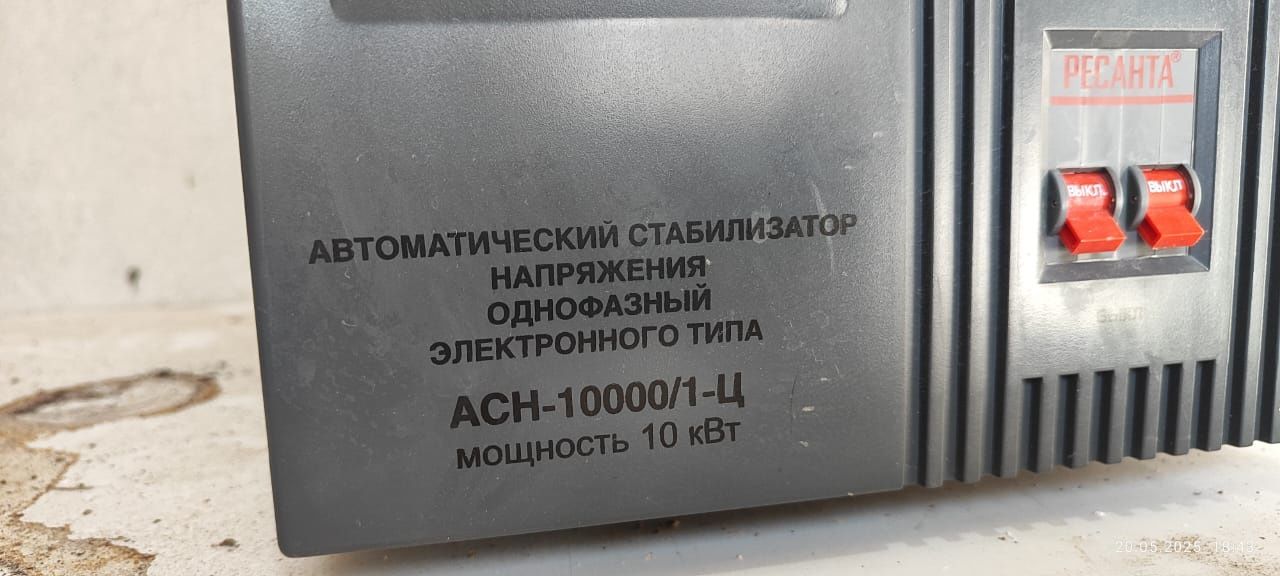 РЕСАНТА®
ВЫКЛ. ВЫКЛ
АВТОМАТИЧЕСКИЙ СТАБИЛИЗАТОР
НАПРЯЖЕНИЯ
ОДНОФАЗНЫЙ
ЭЛЕКТРОННОГО ТИПА
АСН-10000/1-Ц
мощность 10 кВт
20.05.2025 18:43